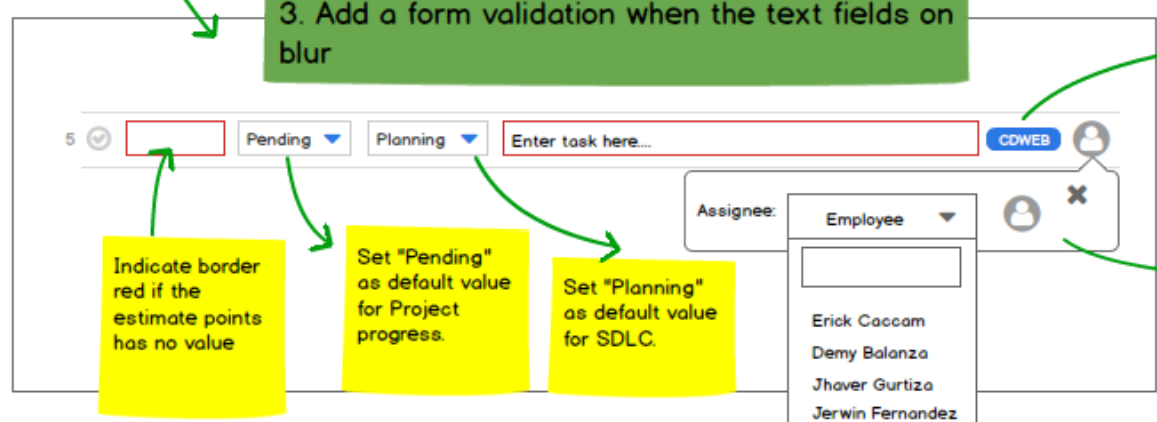 3. Add a form validation when the text fields on
blur
5
Pending
Planning
Enter task here....
CDWEB
Assignee:
Employee
Erick Caccam
Demy Balanza
Jhaver Gurtiza
Jerwin Fernandez
Indicate border
red if the
estimate points
has no value
Set "Pending"
as default value
for Project
progress.
Set "Planning"
as default value
for SDLC.